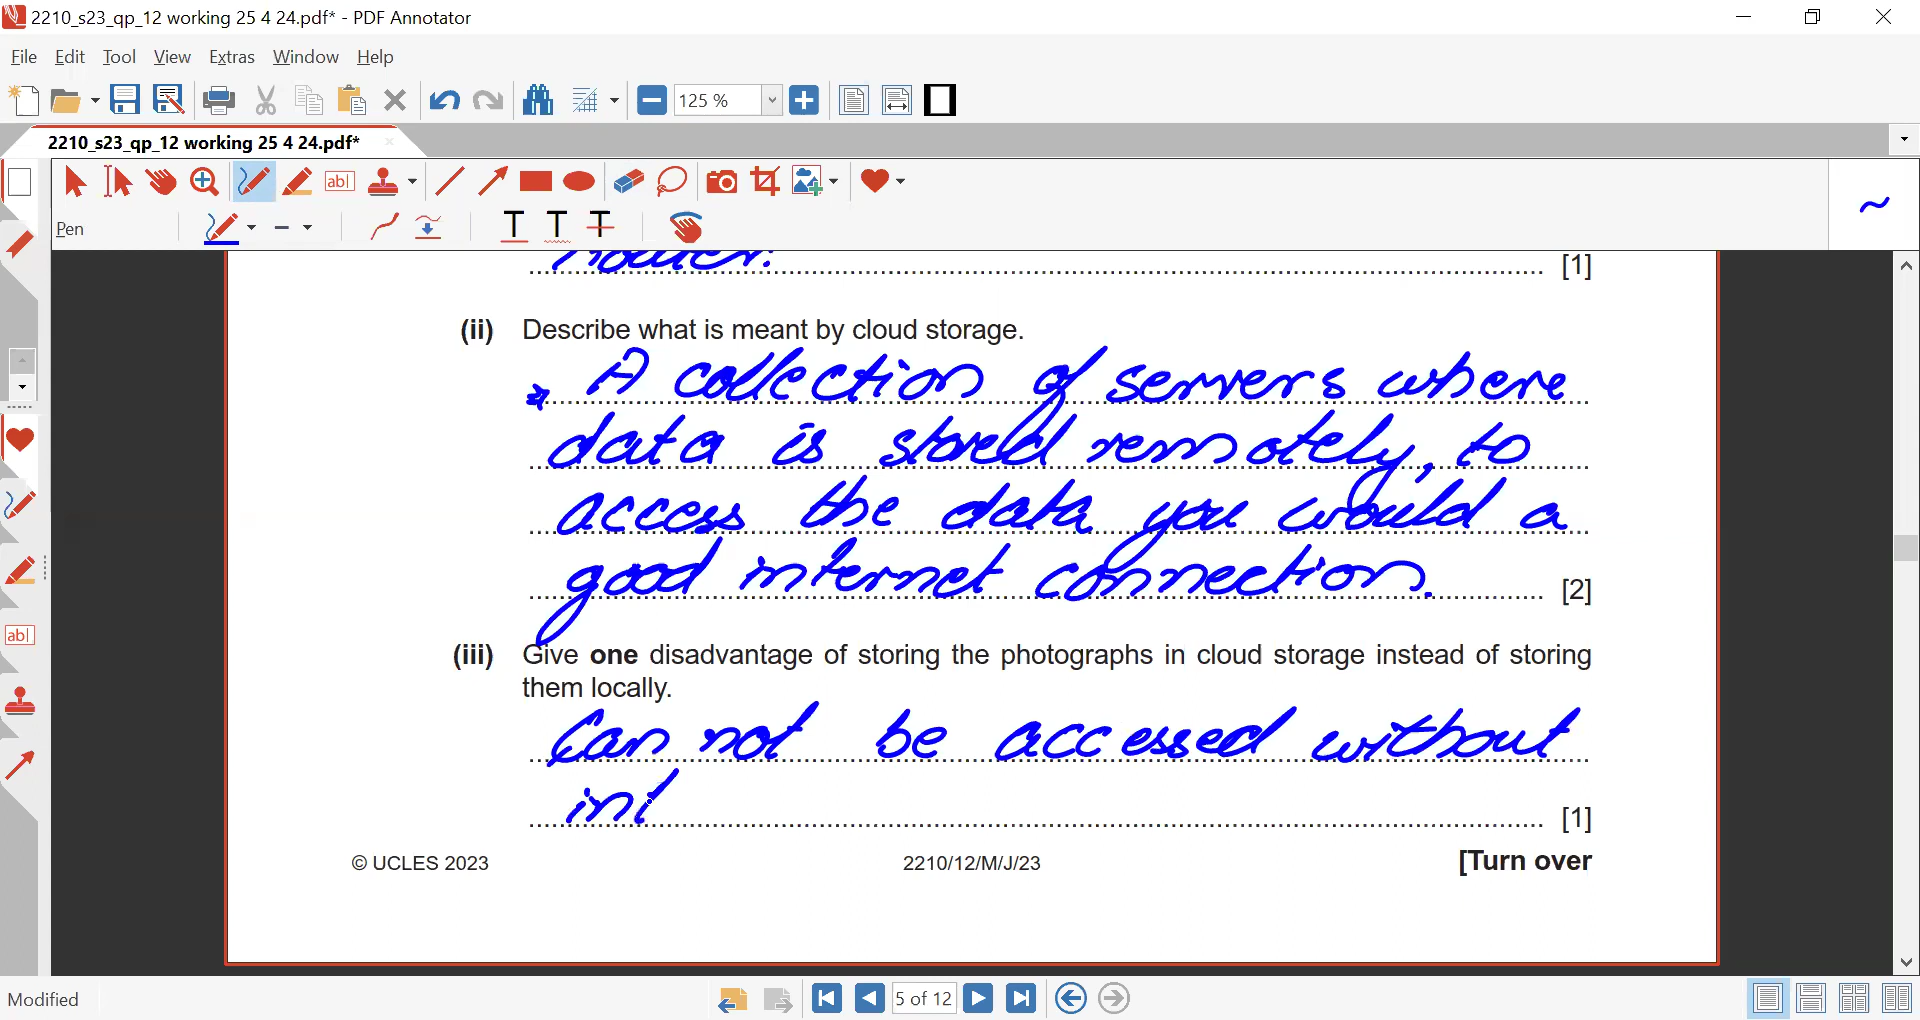 2210_s23_qp_12 working 25 4 24.pdf* - PDF Annotator
File Edit Tool View Extras Window Help
125 %
2210_s23_qp_12 working 25 4 24.pdf*
Pen
router. [1]
(ii) Describe what is meant by cloud storage.
A collection of servers where
data is stored remotely, to
access the data you would a
good internet connection. [2]
(iii) Give one disadvantage of storing the photographs in cloud storage instead of storing
them locally.
Can not be accessed without
int [1]
© UCLES 2023 2210/12/M/J/23 [Turn over
Modified 5 of 12